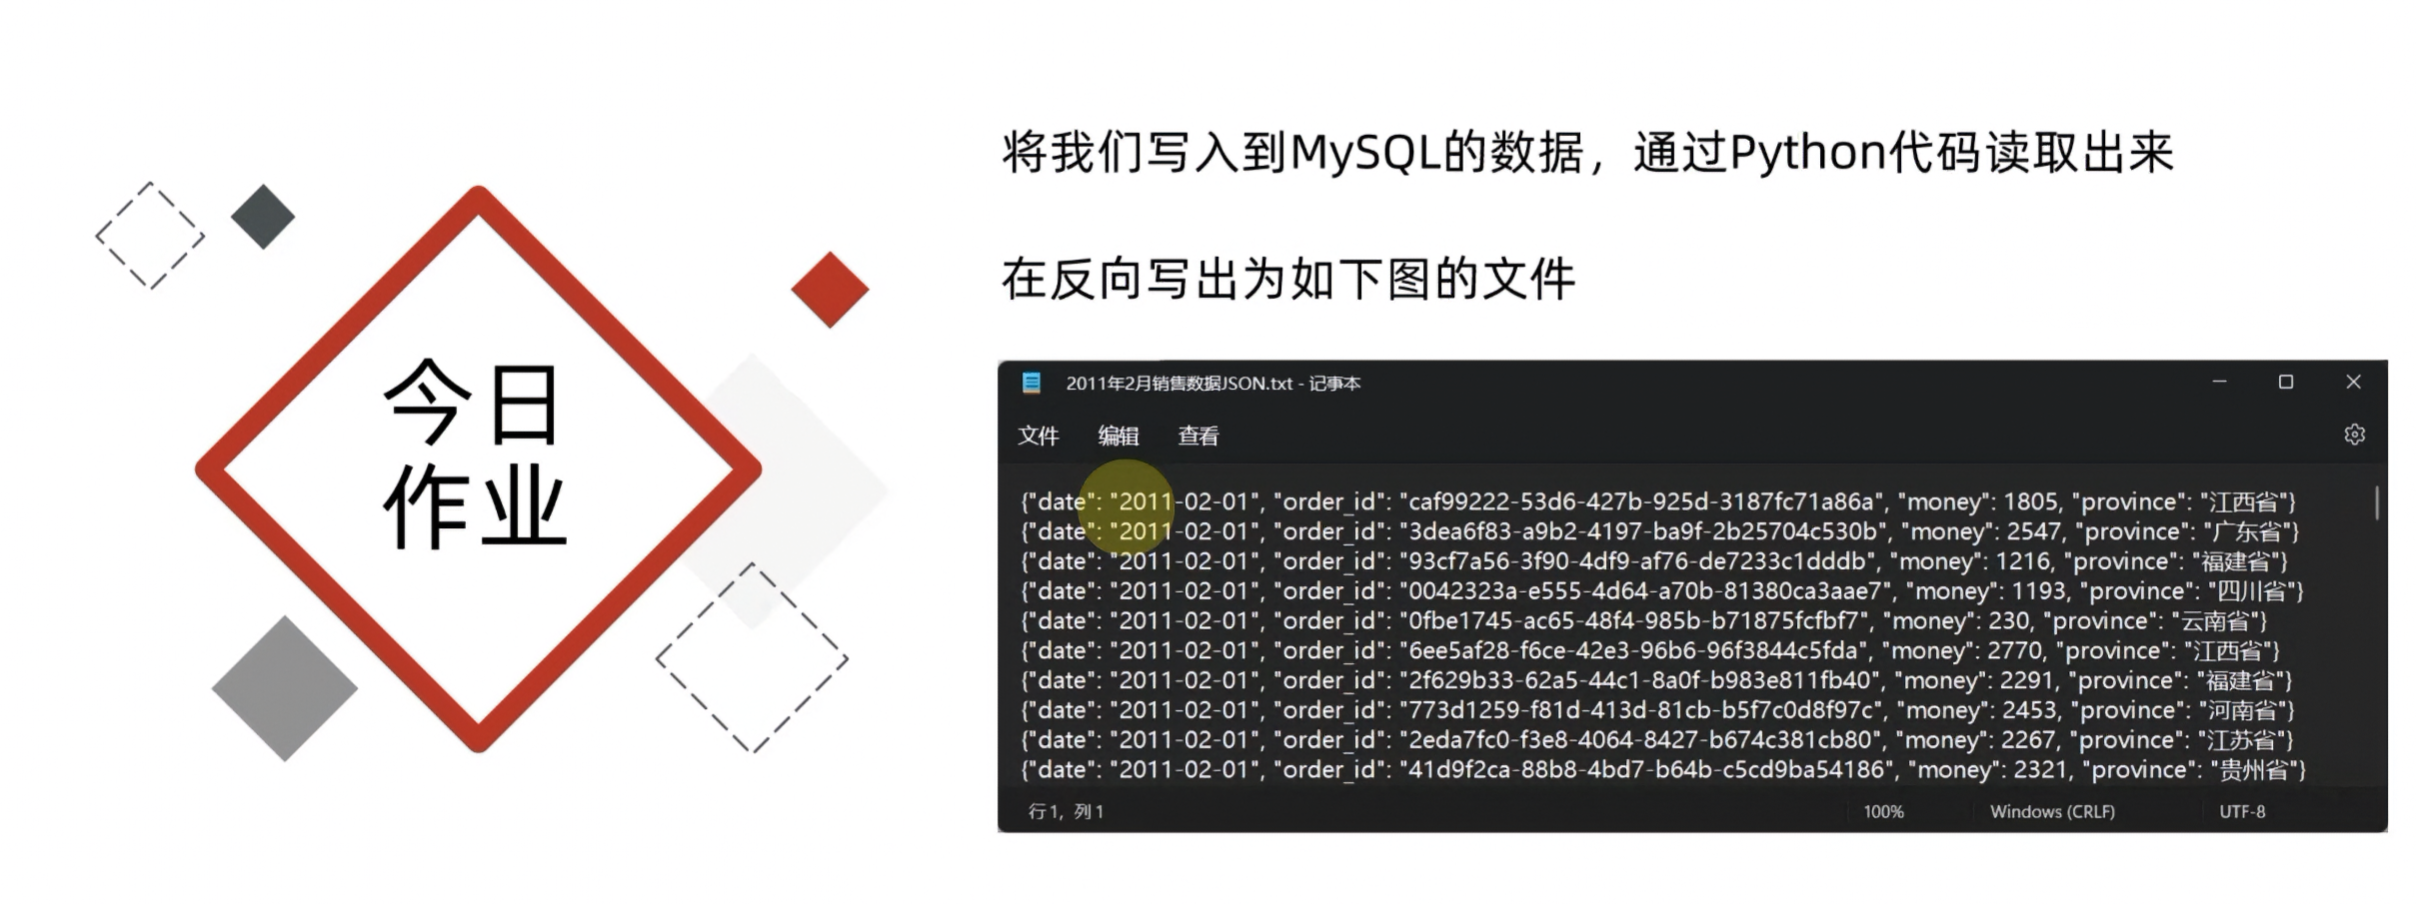 今日
作业
将我们写入到MySQL的数据，通过Python代码读取出来
在反向写出为如下图的文件
2011年2月销售数据JSON.txt - 记事本
文件 编辑 查看
{"date": "2011-02-01", "order_id": "caf99222-53d6-427b-925d-3187fc71a86a", "money": 1805, "province": "江西省"}
{"date": "2011-02-01", "order_id": "3dea6f83-a9b2-4197-ba9f-2b25704c530b", "money": 2547, "province": "广东省"}
{"date": "2011-02-01", "order_id": "93cf7a56-3f90-4df9-af76-de7233c1dddb", "money": 1216, "province": "福建省"}
{"date": "2011-02-01", "order_id": "0042323a-e555-4d64-a70b-81380ca3aae7", "money": 1193, "province": "四川省"}
{"date": "2011-02-01", "order_id": "0fbe1745-ac65-48f4-985b-b71875fcfbf7", "money": 230, "province": "云南省"}
{"date": "2011-02-01", "order_id": "6ee5af28-f6ce-42e3-96b6-96f3844c5fda", "money": 2770, "province": "江西省"}
{"date": "2011-02-01", "order_id": "2f629b33-62a5-44c1-8a0f-b983e811fb40", "money": 2291, "province": "福建省"}
{"date": "2011-02-01", "order_id": "773d1259-f81d-413d-81cb-b5f7c0d8f97c", "money": 2453, "province": "河南省"}
{"date": "2011-02-01", "order_id": "2eda7fc0-f3e8-4064-8427-b674c381cb80", "money": 2267, "province": "江苏省"}
{"date": "2011-02-01", "order_id": "41d9f2ca-88b8-4bd7-b64b-c5cd9ba54186", "money": 2321, "province": "贵州省"}
行 1，列 1 100% Windows (CRLF) UTF-8